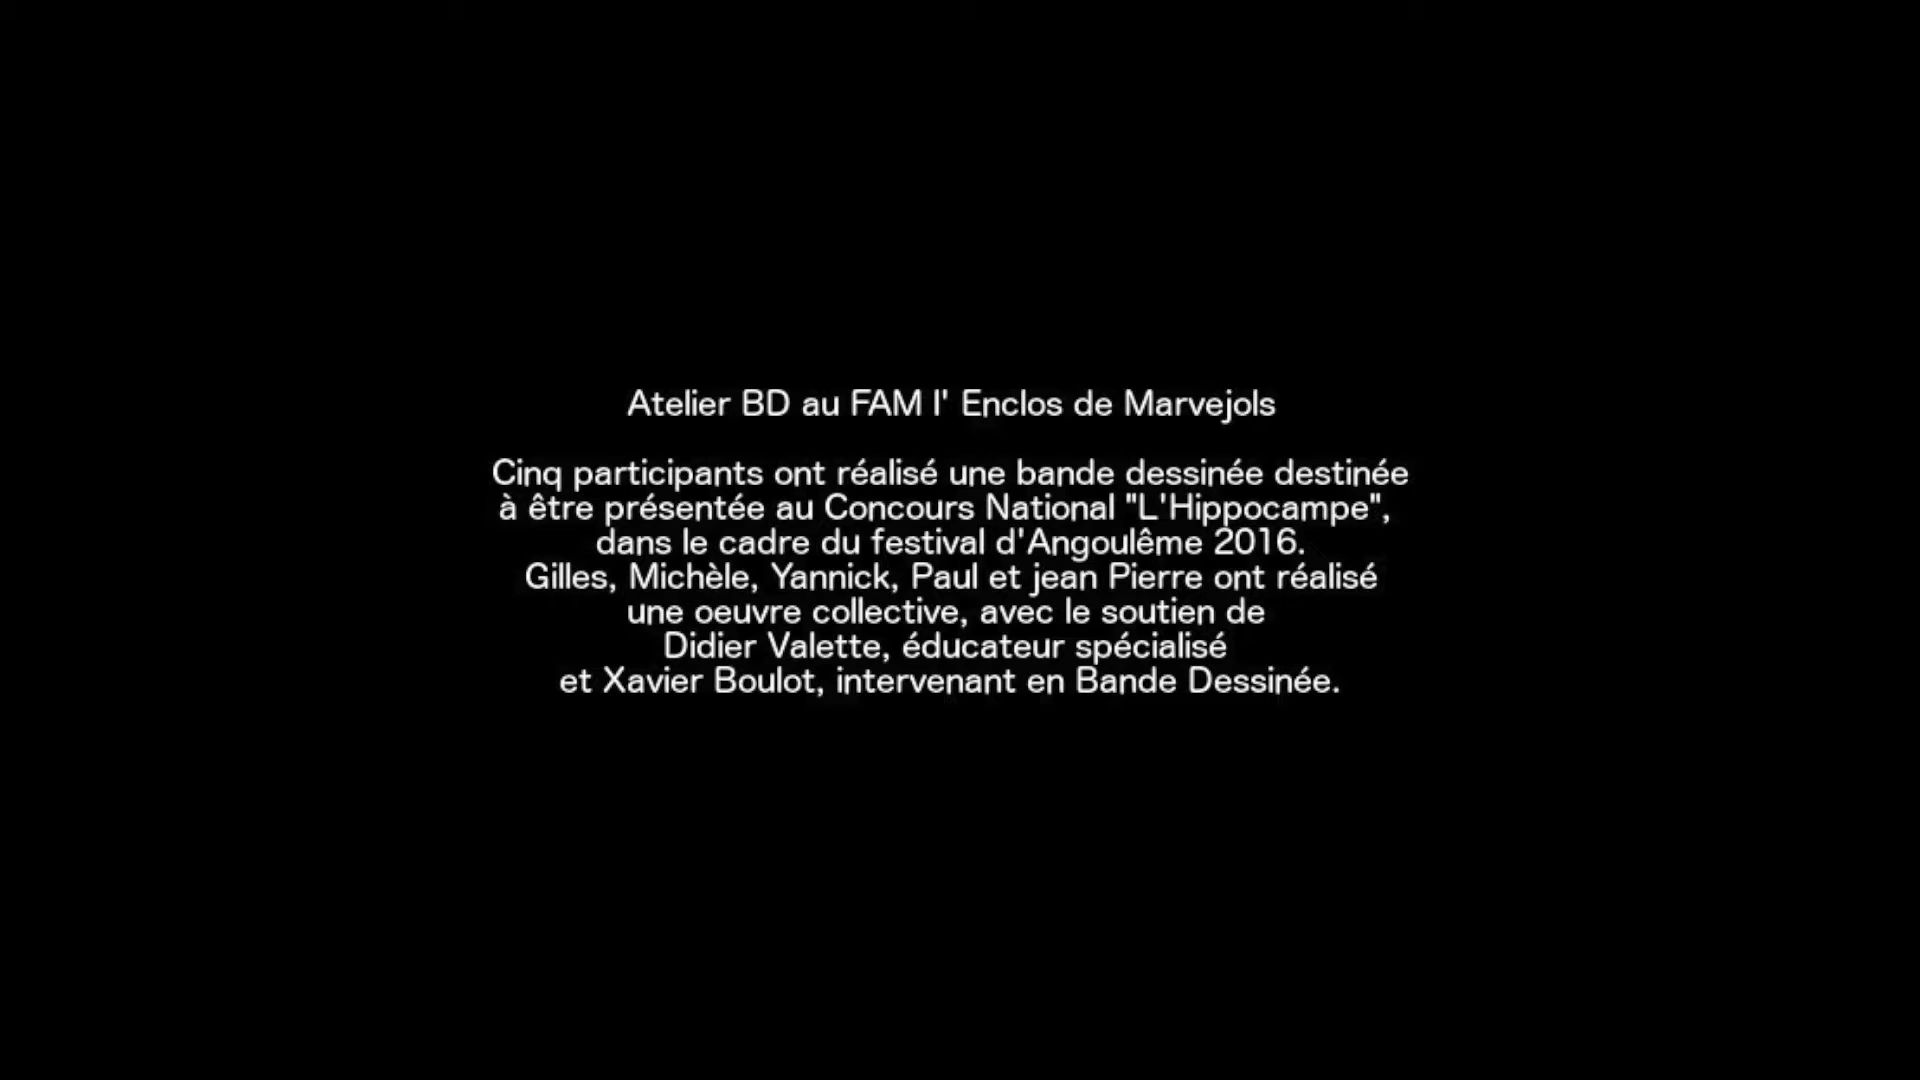 Atelier BD au FAM l' Enclos de Marvejols
Cinq participants ont réalisé une bande dessinée destinée
à être présentée au Concours National "L'Hippocampe",
dans le cadre du festival d'Angoulême 2016.
Gilles, Michèle, Yannick, Paul et jean Pierre ont réalisé
une oeuvre collective, avec le soutien de
Didier Valette, éducateur spécialisé
et Xavier Boulot, intervenant en Bande Dessinée.